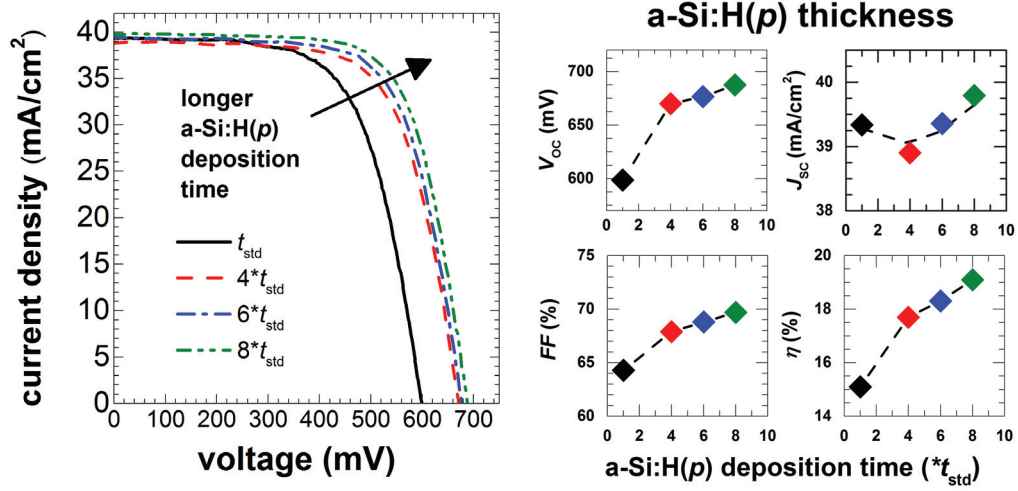 current density (mA/cm²)
40
35
30
25
20
15
10
5
0
longer
a-Si:H(p)
deposition
time
t_std
4*t_std
6*t_std
8*t_std
0 100 200 300 400 500 600 700
voltage (mV)
a-Si:H(p) thickness
V_OC (mV)
700
650
600
0 2 4 6 8 10
J_SC (mA/cm²)
40
39
38
0 2 4 6 8 10
FF (%)
75
70
65
60
0 2 4 6 8 10
η (%)
20
18
16
14
0 2 4 6 8 10
a-Si:H(p) deposition time (*t_std)